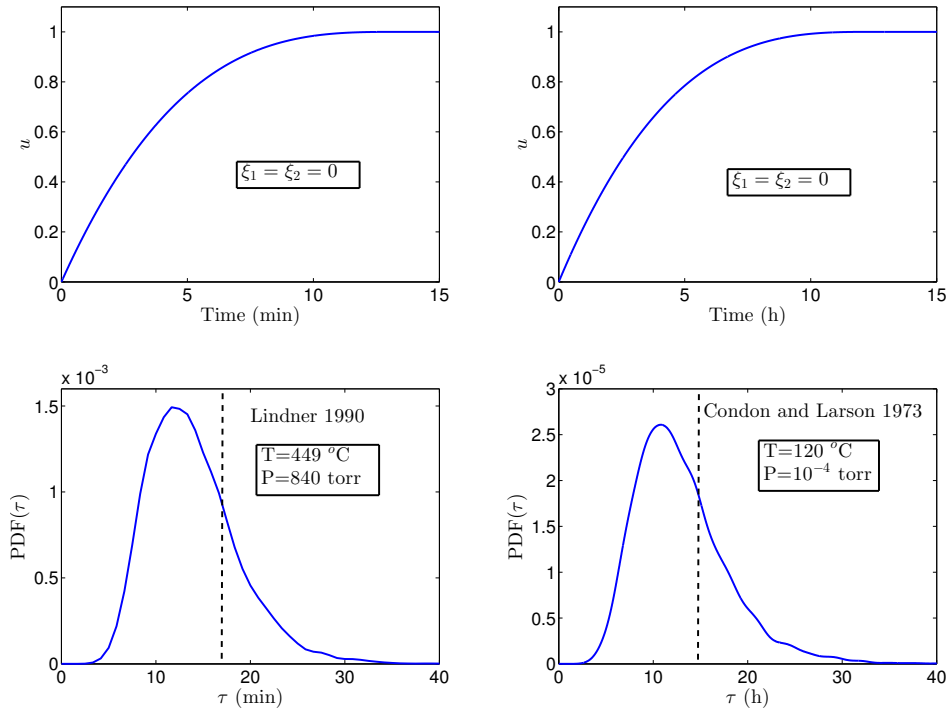 1
0.8
0.6
0.4
0.2
0
u
ξ₁ = ξ₂ = 0
0 5 10 15
Time (min)
1
0.8
0.6
0.4
0.2
0
u
ξ₁ = ξ₂ = 0
0 5 10 15
Time (h)
x 10⁻³
1.5
1
0.5
0
PDF(τ)
Lindner 1990
T=449 °C
P=840 torr
0 10 20 30 40
τ (min)
x 10⁻⁵
3
2.5
2
1.5
1
0.5
0
PDF(τ)
Condon and Larson 1973
T=120 °C
P=10⁻⁴ torr
0 10 20 30 40
τ (h)